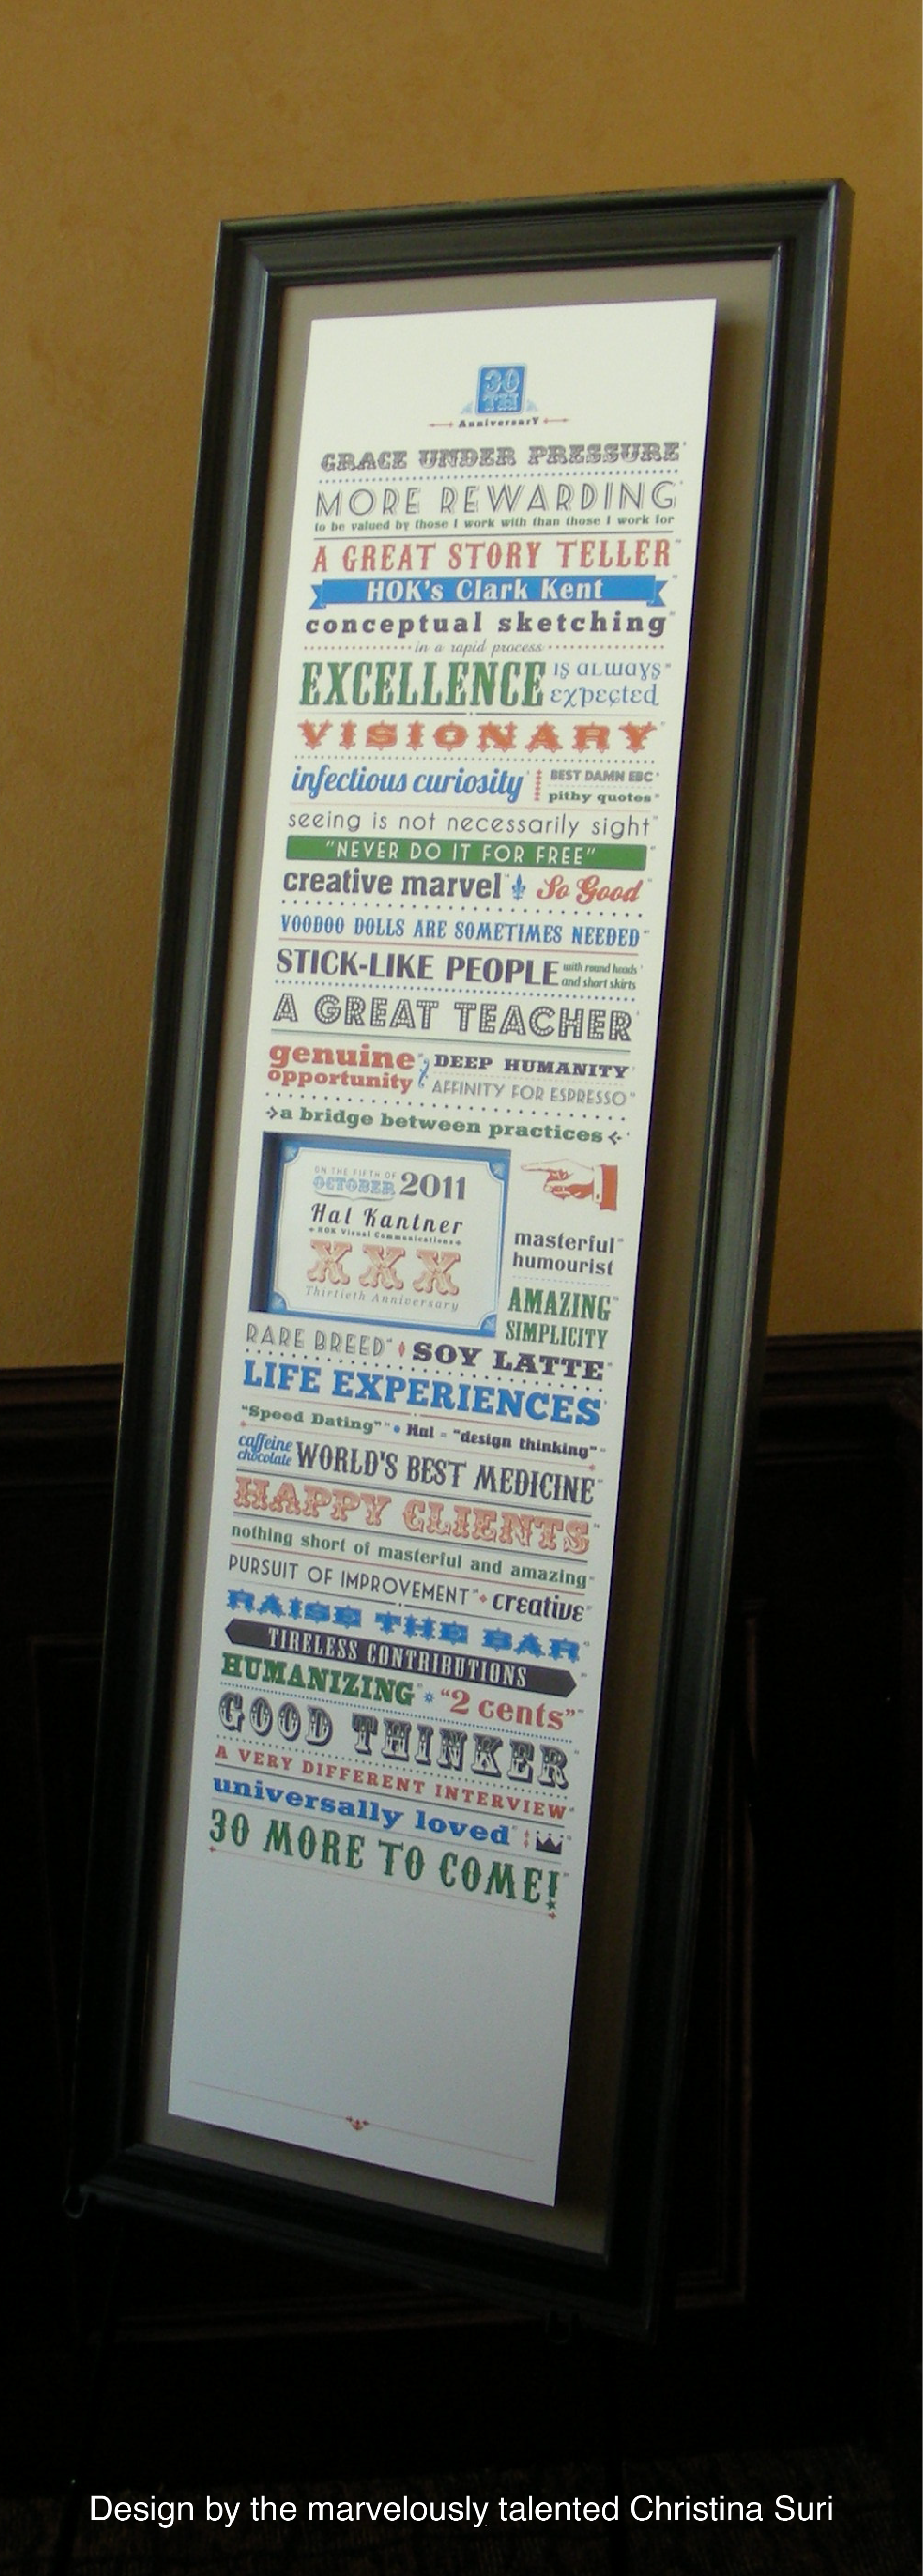 30
TH
Anniversary
GRACE UNDER PRESSURE
MORE REWARDING
to be valued by those I work with than those I work for
A GREAT STORY TELLER
HOK's Clark Kent
conceptual sketching
in a rapid process
EXCELLENCE is always
expected
VISIONARY
infectious curiosity BEST DAMN EBC
pithy quotes
seeing is not necessarily sight
"NEVER DO IT FOR FREE"
creative marvel So Good
VOODOO DOLLS ARE SOMETIMES NEEDED
STICK-LIKE PEOPLE with round heads
and short skirts
A GREAT TEACHER
genuine DEEP HUMANITY
opportunity AFFINITY FOR ESPRESSO
a bridge between practices
ON THE FIFTH OF
OCTOBER 2011
Hal Kantner
HOK Visual Communications
XXX
Thirtieth Anniversary
masterful
humourist
AMAZING
SIMPLICITY
RARE BREED SOY LATTE
LIFE EXPERIENCES
"Speed Dating" Hal = "design thinking"
caffeine
chocolate WORLD'S BEST MEDICINE
HAPPY CLIENTS
nothing short of masterful and amazing
PURSUIT OF IMPROVEMENT creative
RAISE THE BAR
TIRELESS CONTRIBUTIONS
HUMANIZING "2 cents"
GOOD THINKER
A VERY DIFFERENT INTERVIEW
universally loved
30 MORE TO COME!
Design by the marvelously talented Christina Suri